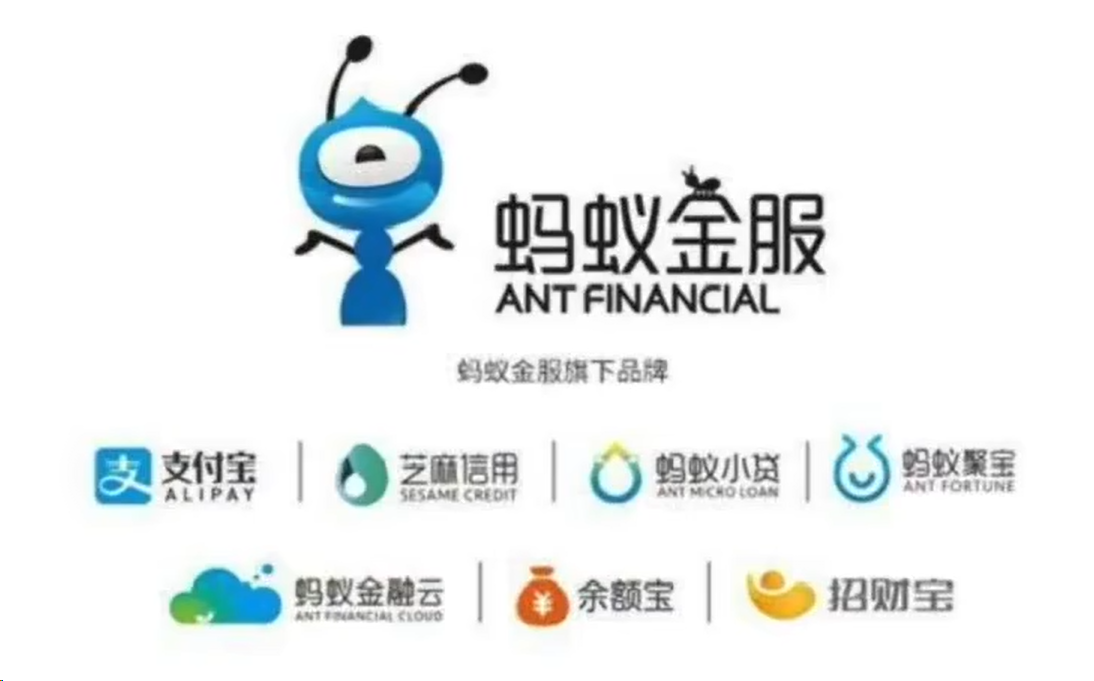 蚂蚁金服
ANT FINANCIAL
蚂蚁金服旗下品牌
支付宝
ALIPAY
芝麻信用
SESAME CREDIT
蚂蚁小贷
ANT MICRO LOAN
蚂蚁聚宝
ANT FORTUNE
蚂蚁金融云
ANT FINANCIAL CLOUD
余额宝
招财宝